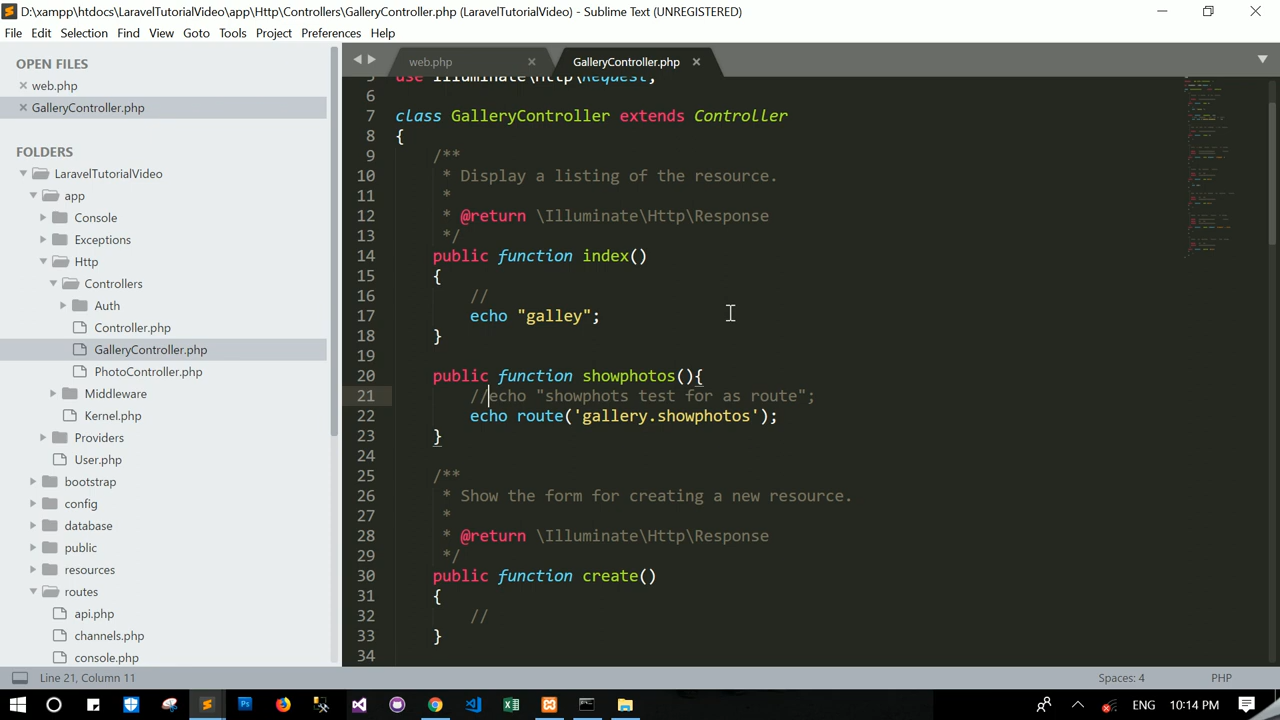 D:\xampp\htdocs\LaravelTutorialVideo\app\Http\Controllers\GalleryController.php (LaravelTutorialVideo) - Sublime Text (UNREGISTERED)
File Edit Selection Find View Goto Tools Project Preferences Help
OPEN FILES
web.php
GalleryController.php
FOLDERS
LaravelTutorialVideo
app
Console
Exceptions
Http
Controllers
Auth
Controller.php
GalleryController.php
PhotoController.php
Middleware
Kernel.php
Providers
User.php
bootstrap
config
database
public
resources
routes
api.php
channels.php
console.php
web.php GalleryController.php
5 use Illuminate\Http\Request;
6
7 class GalleryController extends Controller
8 {
9 /**
10 * Display a listing of the resource.
11 *
12 * @return \Illuminate\Http\Response
13 */
14 public function index()
15 {
16 //
17 echo "galley";
18 }
19
20 public function showphotos(){
21 //echo "showphots test for as route";
22 echo route('gallery.showphotos');
23 }
24
25 /**
26 * Show the form for creating a new resource.
27 *
28 * @return \Illuminate\Http\Response
29 */
30 public function create()
31 {
32 //
33 }
34
Line 21, Column 11 Spaces: 4 PHP
ENG 10:14 PM